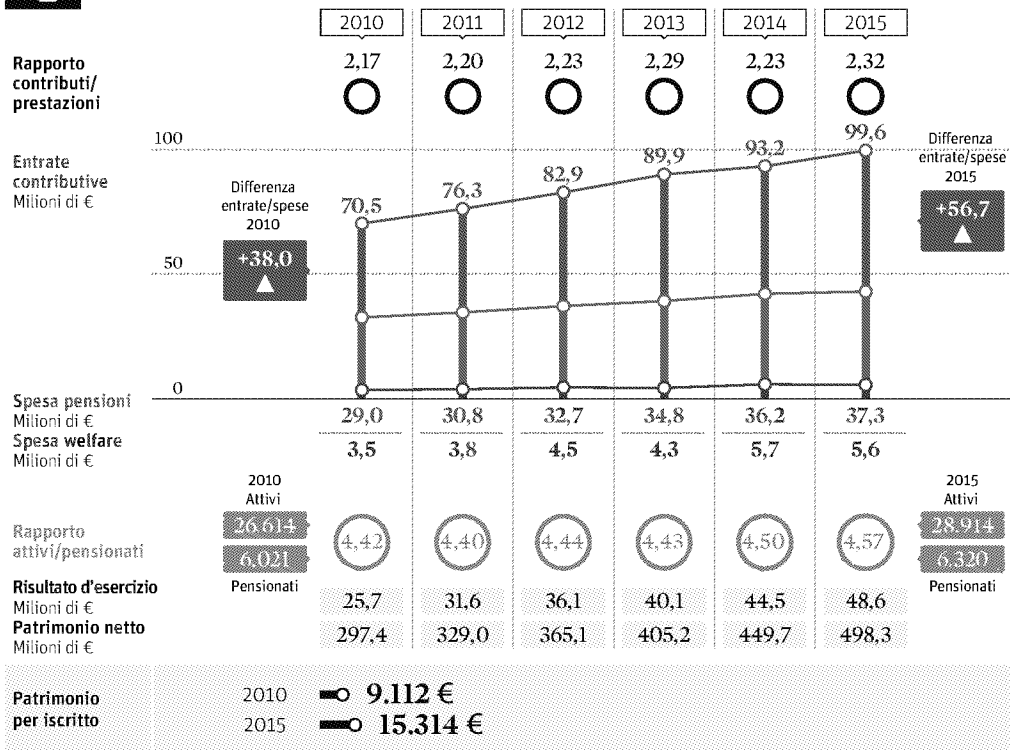 2010 2011 2012 2013 2014 2015
Rapporto
contributi/
prestazioni
2,17 2,20 2,23 2,29 2,23 2,32
100
Entrate
contributive
Milioni di €
70,5 76,3 82,9 89,9 93,2 99,6
Differenza
entrate/spese
2010
+38,0
Differenza
entrate/spese
2015
+56,7
50
0
Spesa pensioni
Milioni di €
29,0 30,8 32,7 34,8 36,2 37,3
Spesa welfare
Milioni di €
3,5 3,8 4,5 4,3 5,7 5,6
2010
Attivi
26.614
6.021
Pensionati
Rapporto
attivi/pensionati
4,42 4,40 4,44 4,43 4,50 4,57
2015
Attivi
28.914
6.320
Pensionati
Risultato d'esercizio
Milioni di €
25,7 31,6 36,1 40,1 44,5 48,6
Patrimonio netto
Milioni di €
297,4 329,0 365,1 405,2 449,7 498,3
Patrimonio
per iscritto
2010 9.112 €
2015 15.314 €